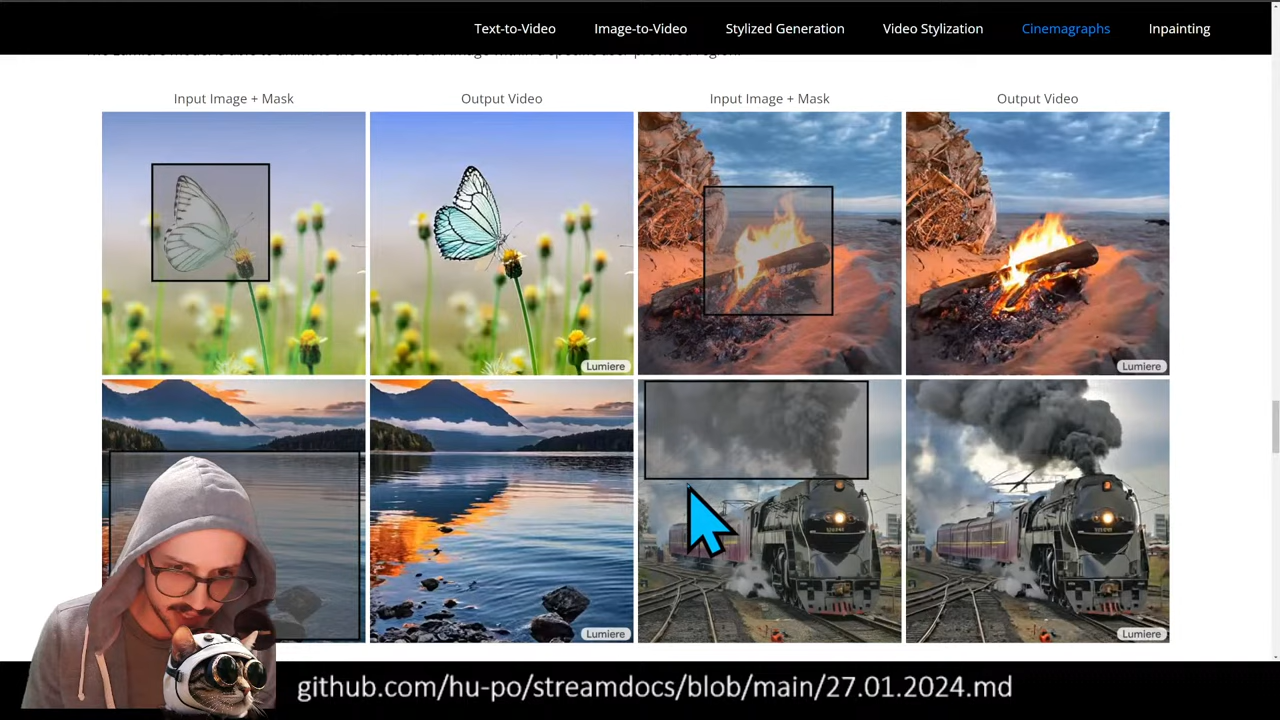 Text-to-Video Image-to-Video Stylized Generation Video Stylization Cinemagraphs Inpainting
Input Image + Mask Output Video Input Image + Mask Output Video
Lumiere Lumiere
Lumiere Lumiere
github.com/hu-po/streamdocs/blob/main/27.01.2024.md